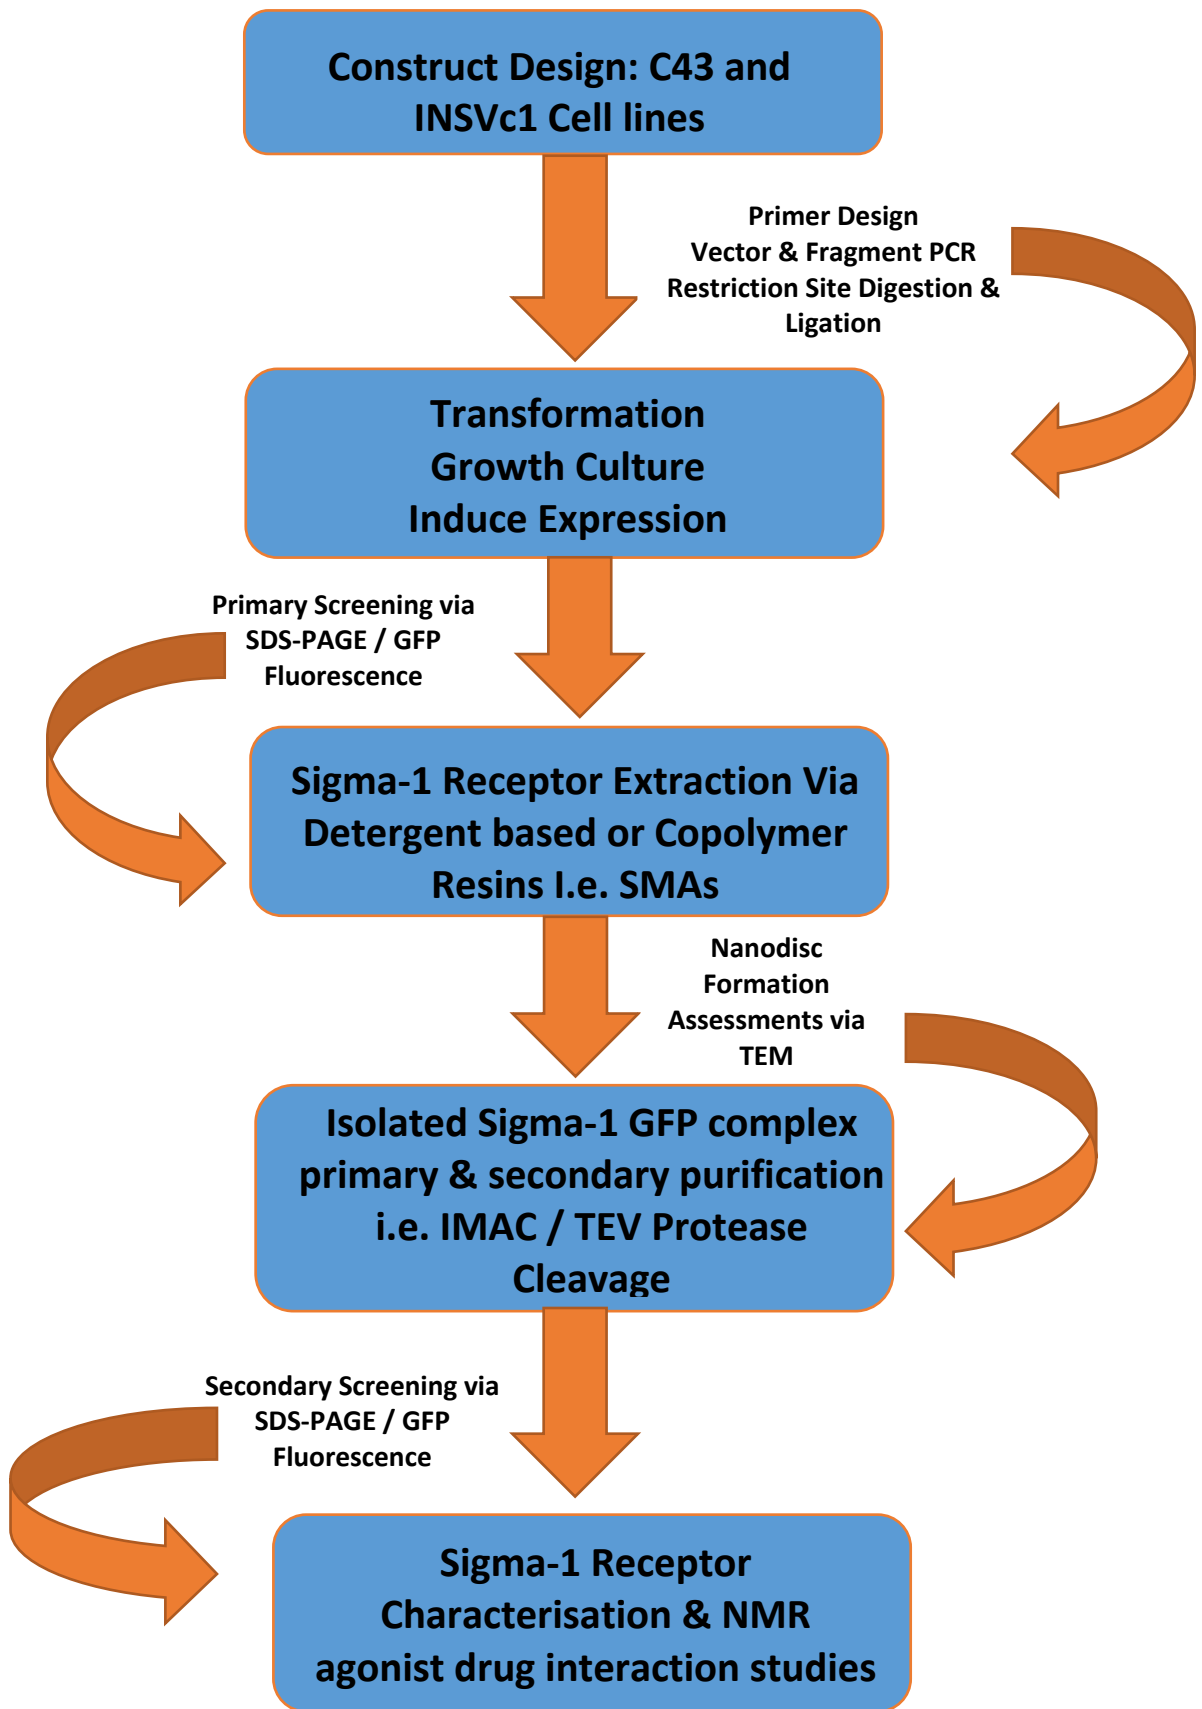 Construct Design: C43 and
INSVc1 Cell lines
Primer Design
Vector & Fragment PCR
Restriction Site Digestion &
Ligation
Transformation
Growth Culture
Induce Expression
Primary Screening via
SDS-PAGE / GFP
Fluorescence
Sigma-1 Receptor Extraction Via
Detergent based or Copolymer
Resins I.e. SMAs
Nanodisc
Formation
Assessments via
TEM
Isolated Sigma-1 GFP complex
primary & secondary purification
i.e. IMAC / TEV Protease
Cleavage
Secondary Screening via
SDS-PAGE / GFP
Fluorescence
Sigma-1 Receptor
Characterisation & NMR
agonist drug interaction studies